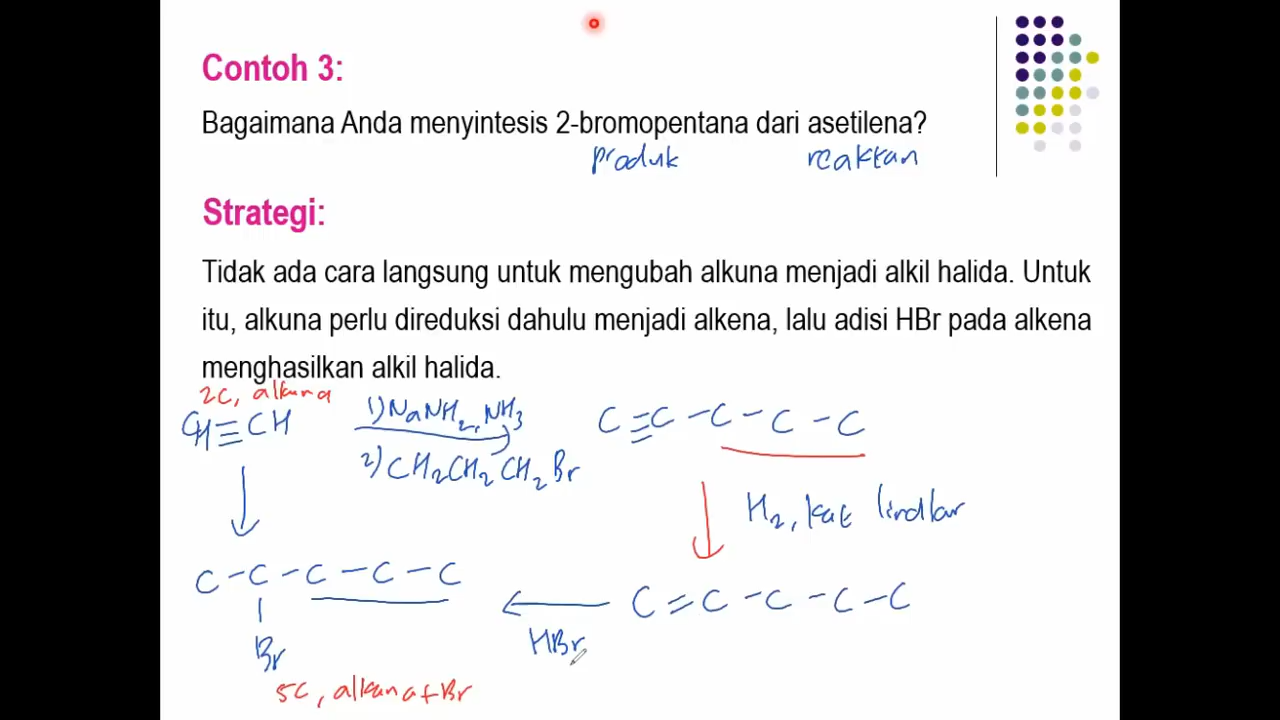 Contoh 3:
Bagaimana Anda menyintesis 2-bromopentana dari asetilena?
produk reaktan
Strategi:
Tidak ada cara langsung untuk mengubah alkuna menjadi alkil halida. Untuk
itu, alkuna perlu direduksi dahulu menjadi alkena, lalu adisi HBr pada alkena
menghasilkan alkil halida.
2C, alkuna
CH≡CH
1) NaNH2, NH3
2) CH2CH2CH2Br
C≡C-C-C-C
H2, kat lindlar
C-C-C-C-C
Br
C=C-C-C-C
HBr
5C, alkana+Br